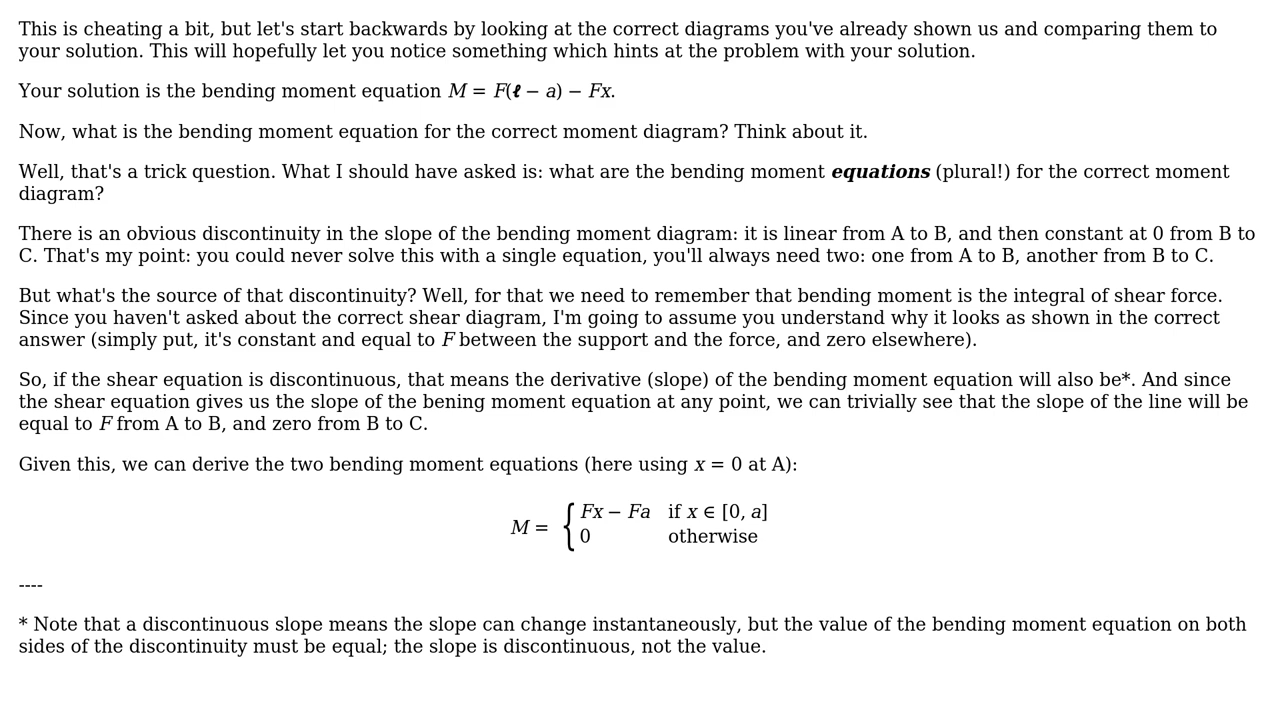 This is cheating a bit, but let's start backwards by looking at the correct diagrams you've already shown us and comparing them to
your solution. This will hopefully let you notice something which hints at the problem with your solution.
Your solution is the bending moment equation M = F(ℓ − a) − Fx.
Now, what is the bending moment equation for the correct moment diagram? Think about it.
Well, that's a trick question. What I should have asked is: what are the bending moment equations (plural!) for the correct moment
diagram?
There is an obvious discontinuity in the slope of the bending moment diagram: it is linear from A to B, and then constant at 0 from B to
C. That's my point: you could never solve this with a single equation, you'll always need two: one from A to B, another from B to C.
But what's the source of that discontinuity? Well, for that we need to remember that bending moment is the integral of shear force.
Since you haven't asked about the correct shear diagram, I'm going to assume you understand why it looks as shown in the correct
answer (simply put, it's constant and equal to F between the support and the force, and zero elsewhere).
So, if the shear equation is discontinuous, that means the derivative (slope) of the bending moment equation will also be*. And since
the shear equation gives us the slope of the bening moment equation at any point, we can trivially see that the slope of the line will be
equal to F from A to B, and zero from B to C.
Given this, we can derive the two bending moment equations (here using x = 0 at A):
M = { Fx − Fa if x ∈ [0, a]
0 otherwise
----
* Note that a discontinuous slope means the slope can change instantaneously, but the value of the bending moment equation on both
sides of the discontinuity must be equal; the slope is discontinuous, not the value.